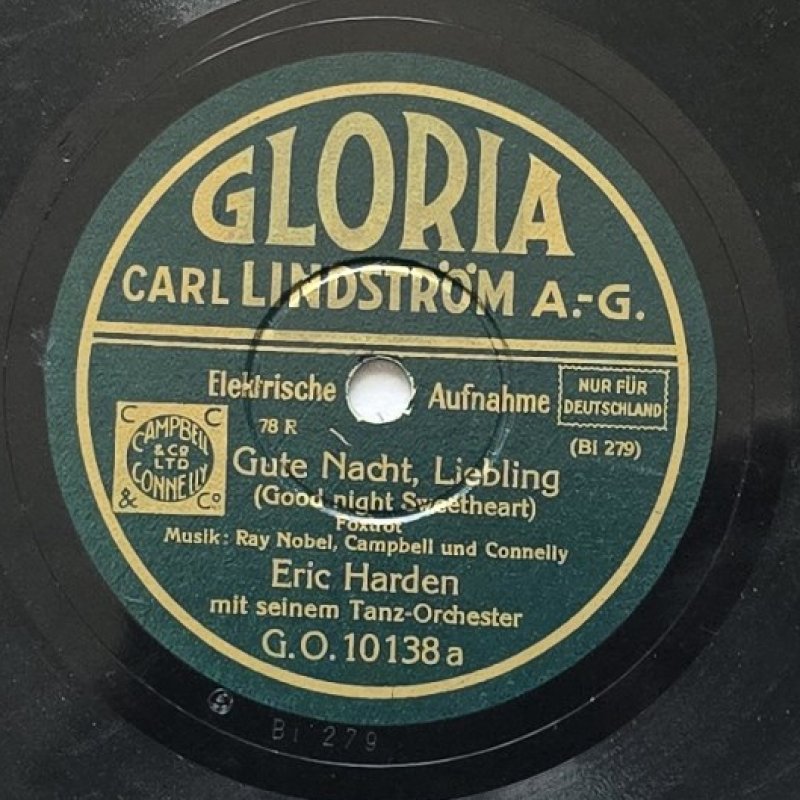 GLORIA
CARL LINDSTRÖM A.-G.
Elektrische Aufnahme
NUR FÜR
DEUTSCHLAND
78 R
(Bi 279)
C C
CAMPBELL
& Co
LTD
CONNELLY
& Co
Gute Nacht, Liebling
(Good night Sweetheart)
Foxtrot
Musik: Ray Nobel, Campbell und Connelly
Eric Harden
mit seinem Tanz-Orchester
G.O. 10138 a
Bi 279